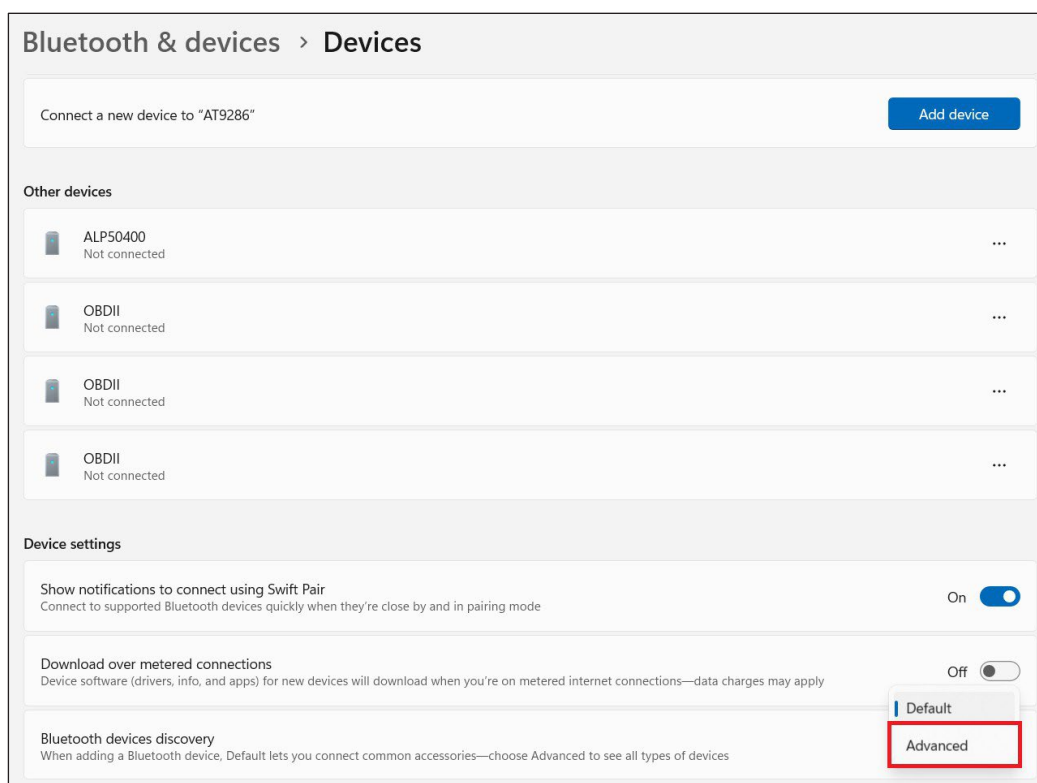 Bluetooth & devices > Devices
Connect a new device to “AT9286”
Add device
Other devices
ALP50400
Not connected
...
OBDII
Not connected
...
OBDII
Not connected
...
OBDII
Not connected
...
Device settings
Show notifications to connect using Swift Pair
Connect to supported Bluetooth devices quickly when they’re close by and in pairing mode
On
Download over metered connections
Device software (drivers, info, and apps) for new devices will download when you’re on metered internet connections—data charges may apply
Off
Bluetooth devices discovery
When adding a Bluetooth device, Default lets you connect common accessories—choose Advanced to see all types of devices
Default
Advanced